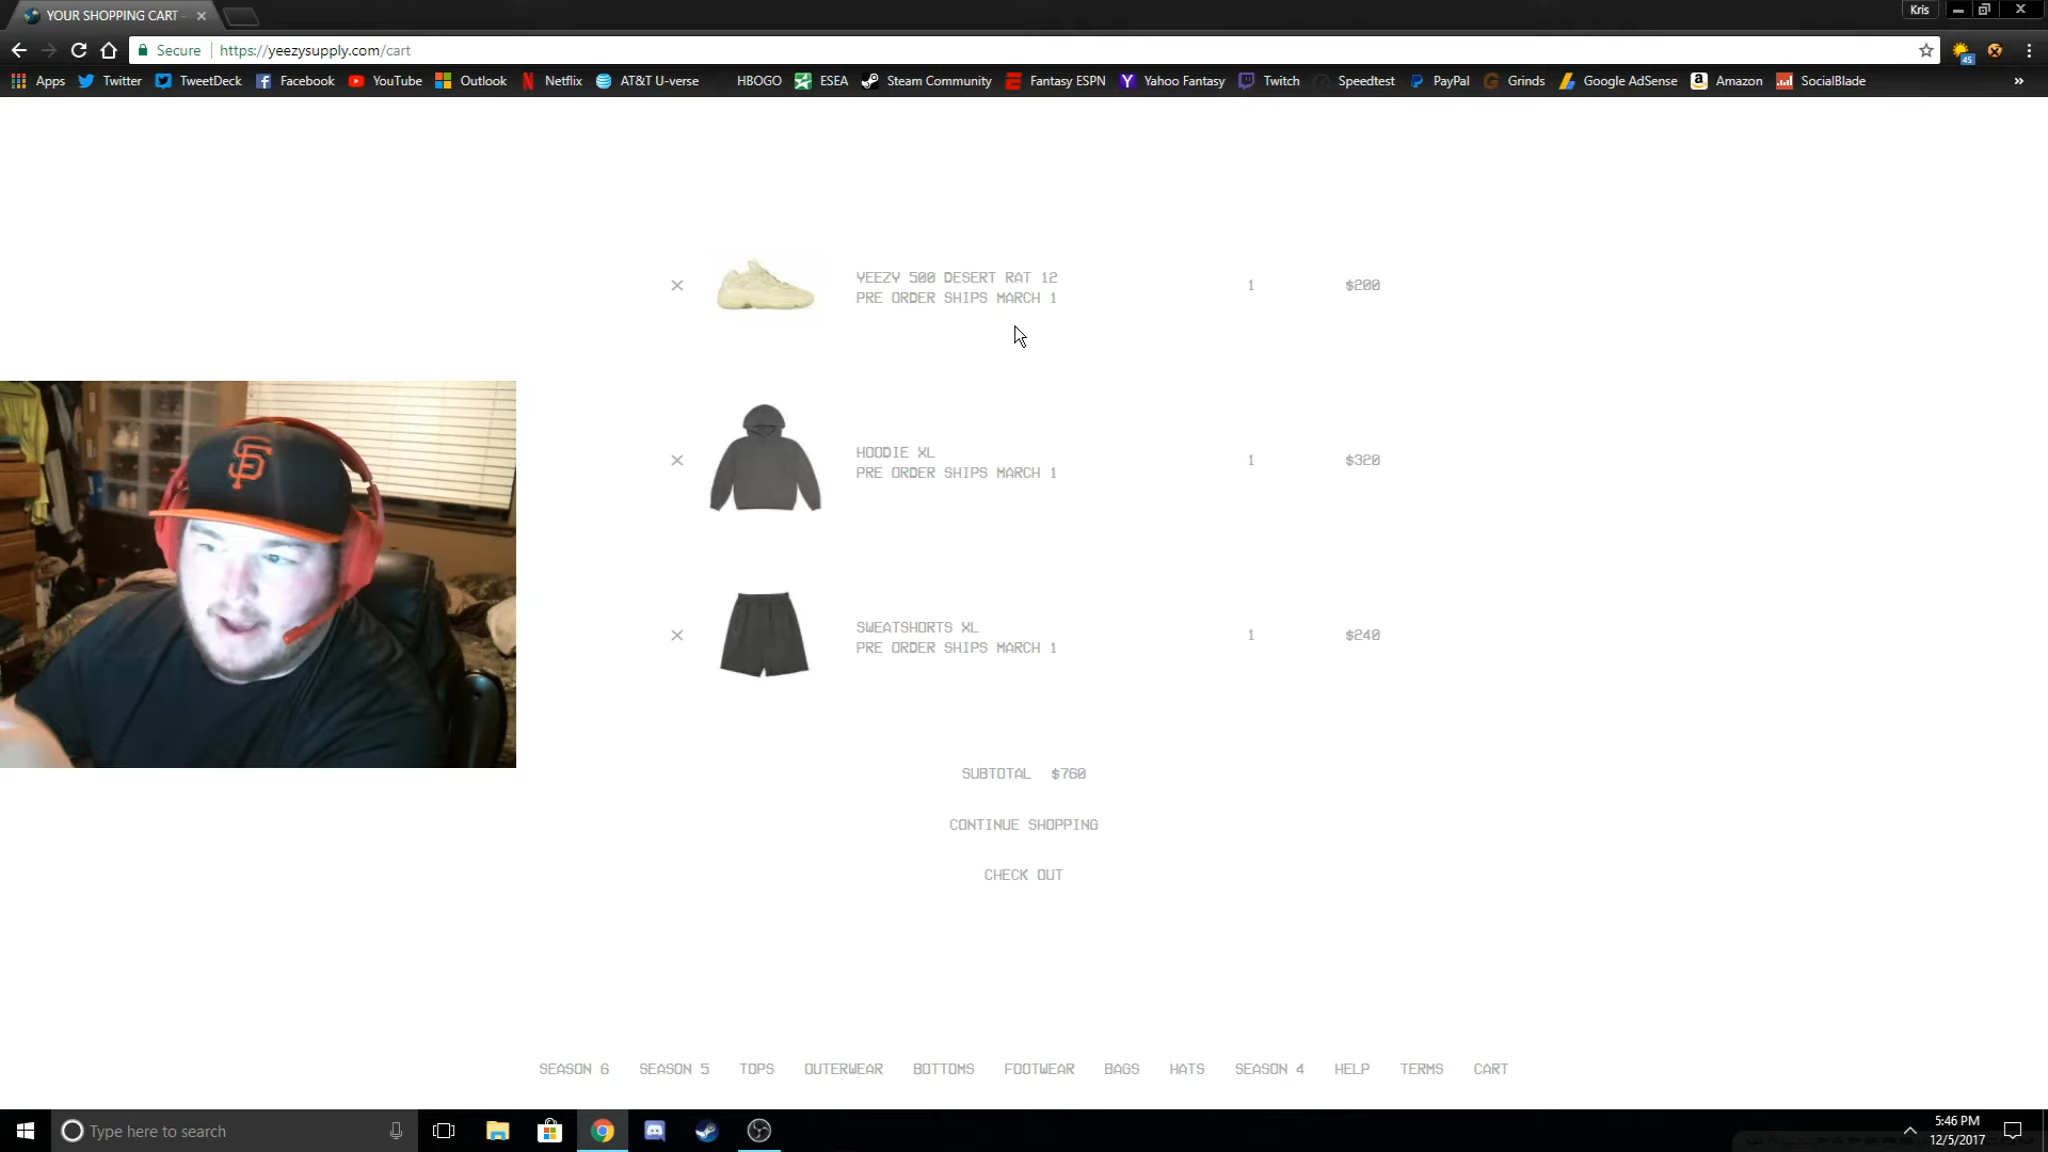 YOUR SHOPPING CART
Kris
Secure
https://yeezysupply.com/cart
45
Apps Twitter TweetDeck Facebook YouTube Outlook Netflix AT&T U-verse HBOGO ESEA Steam Community Fantasy ESPN Yahoo Fantasy Twitch Speedtest PayPal Grinds Google AdSense Amazon SocialBlade »
YEEZY 500 DESERT RAT 12
PRE ORDER SHIPS MARCH 1
1 $200
HOODIE XL
PRE ORDER SHIPS MARCH 1
1 $320
SWEATSHORTS XL
PRE ORDER SHIPS MARCH 1
1 $240
SF
SUBTOTAL $760
CONTINUE SHOPPING
CHECK OUT
SEASON 6 SEASON 5 TOPS OUTERWEAR BOTTOMS FOOTWEAR BAGS HATS SEASON 4 HELP TERMS CART
Type here to search
5:46 PM
12/5/2017